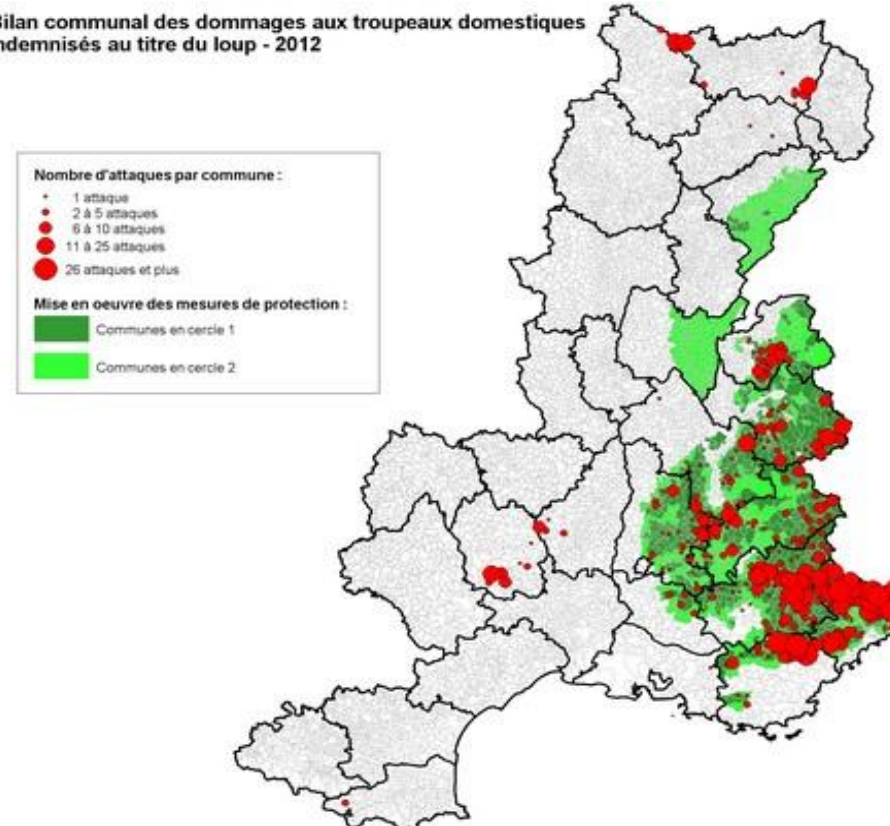 Bilan communal des dommages aux troupeaux domestiques
ndemnisés au titre du loup - 2012
Nombre d'attaques par commune :
1 attaque
2 à 5 attaques
6 à 10 attaques
11 à 25 attaques
26 attaques et plus
Mise en oeuvre des mesures de protection :
Communes en cercle 1
Communes en cercle 2